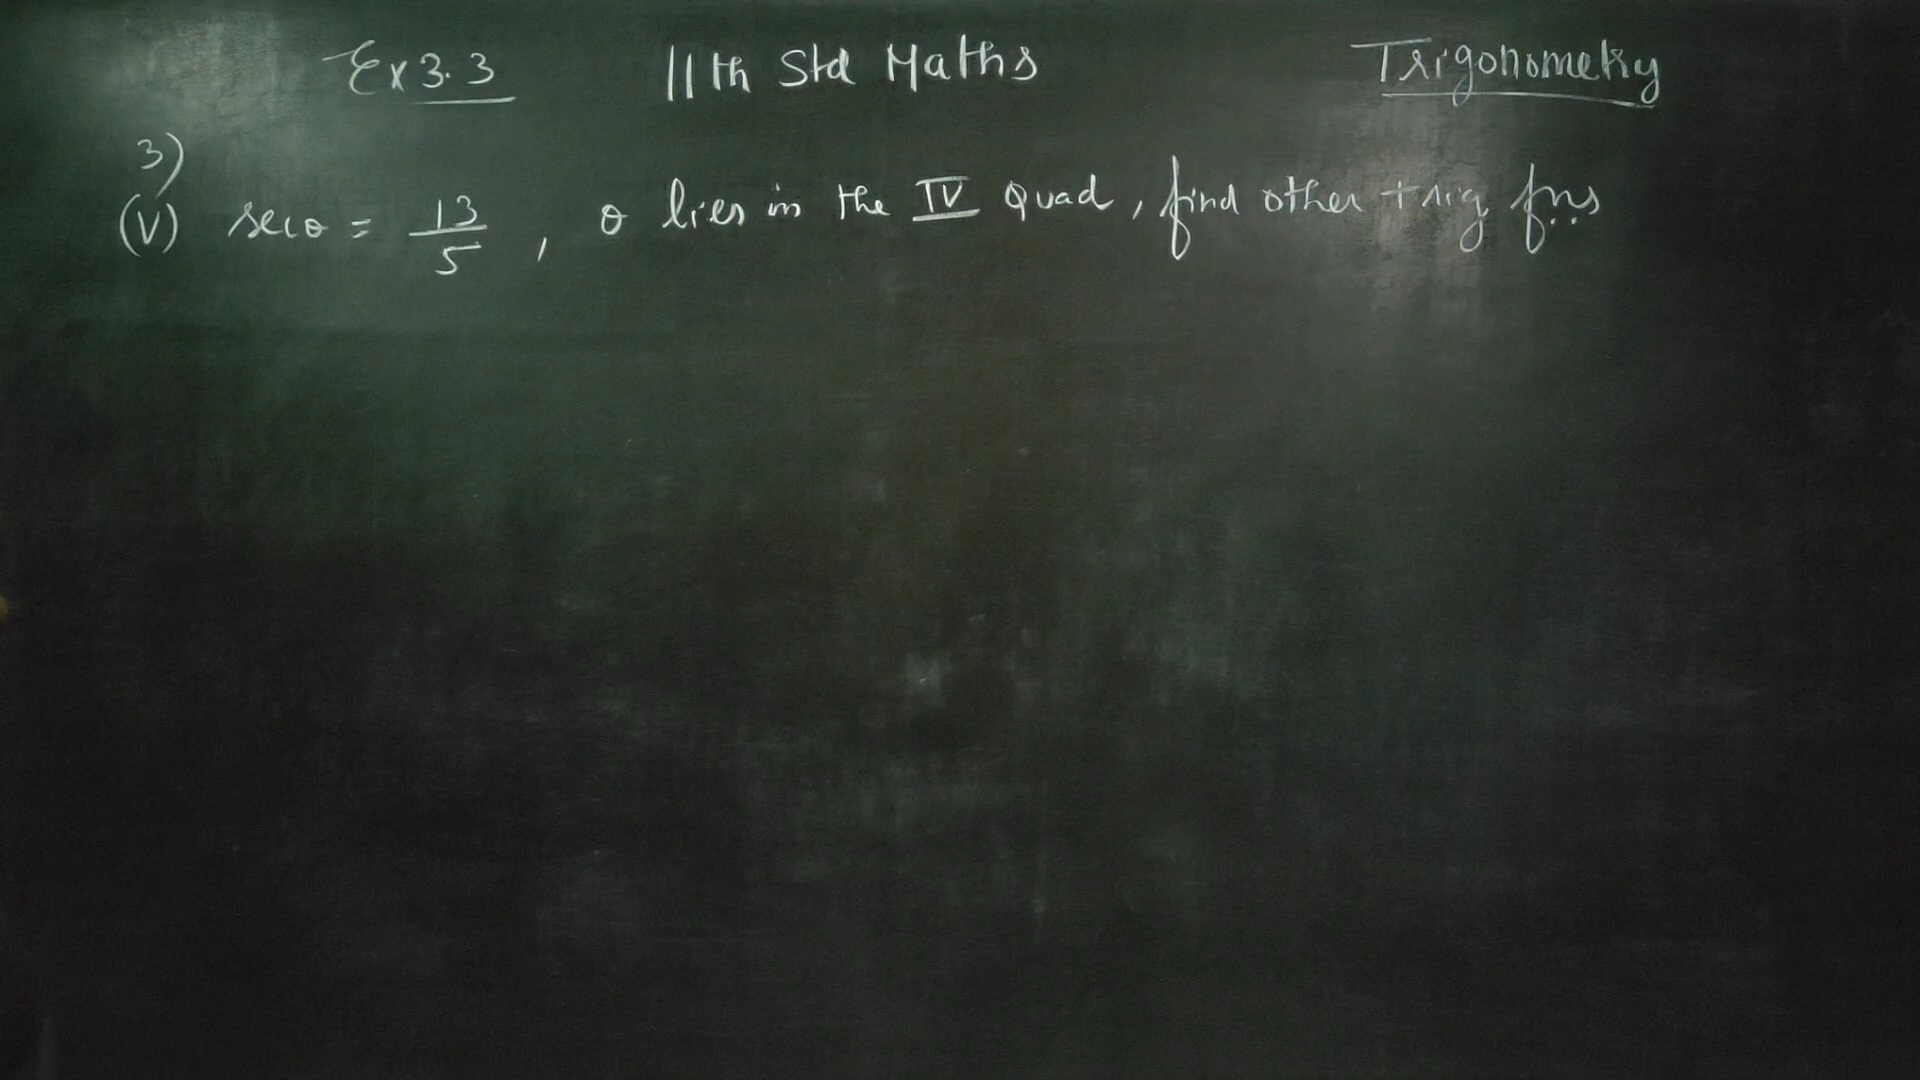 Ex 3.3 11th Std Maths Trigonometry
3)
(v) secθ = 13/5 , θ lies in the IV Quad, find other trig fns